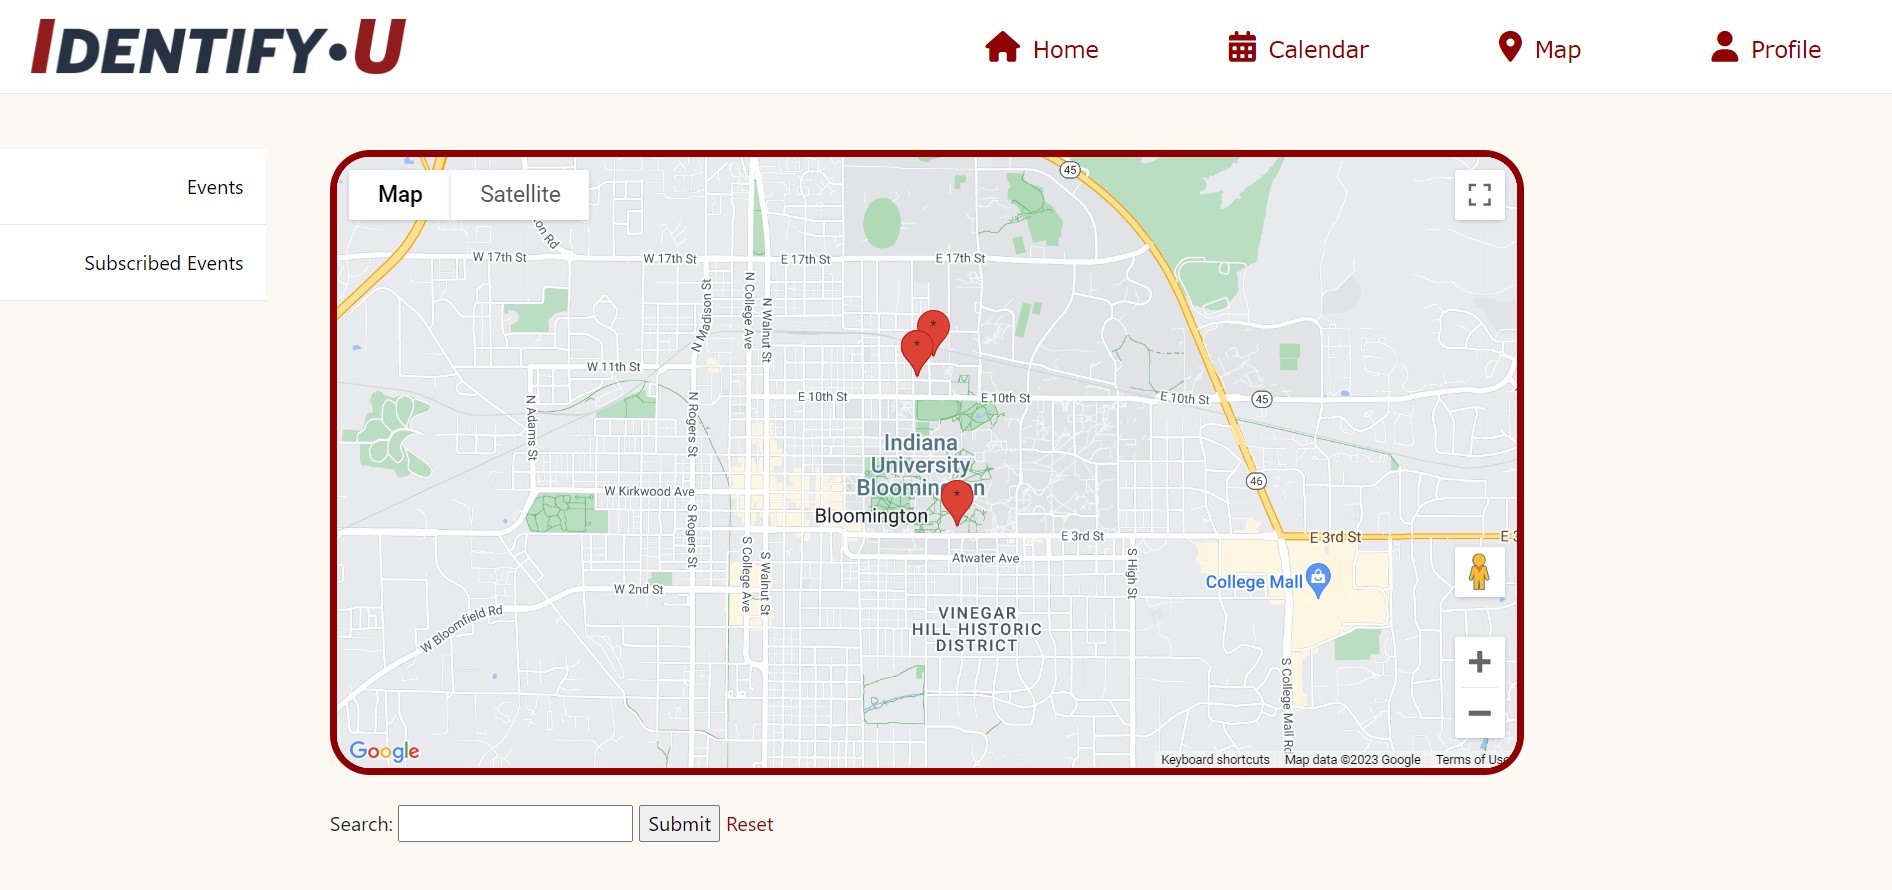 IDENTIFY•U
Home
Calendar
Map
Profile
Events
Subscribed Events
Map
Satellite
45
on Rd
W 17th St
W 17th St
E 17th St
E 17th St
N Madison St
N College Ave
N Walnut St
*
*
W 11th St
N Adams St
N Rogers St
E 10th St
E 10th St
E 10th St
45
Indiana
University
Bloomington
W Kirkwood Ave
*
46
Bloomington
S Rogers St
E 3rd St
E 3rd St
E 3
S College Ave
S Walnut St
Atwater Ave
S High St
W 2nd St
College Mall
W Bloomfield Rd
VINEGAR
HILL HISTORIC
DISTRICT
S College Mall Rd
Google
Keyboard shortcuts
Map data ©2023 Google
Terms of Use
Search:
Submit
Reset